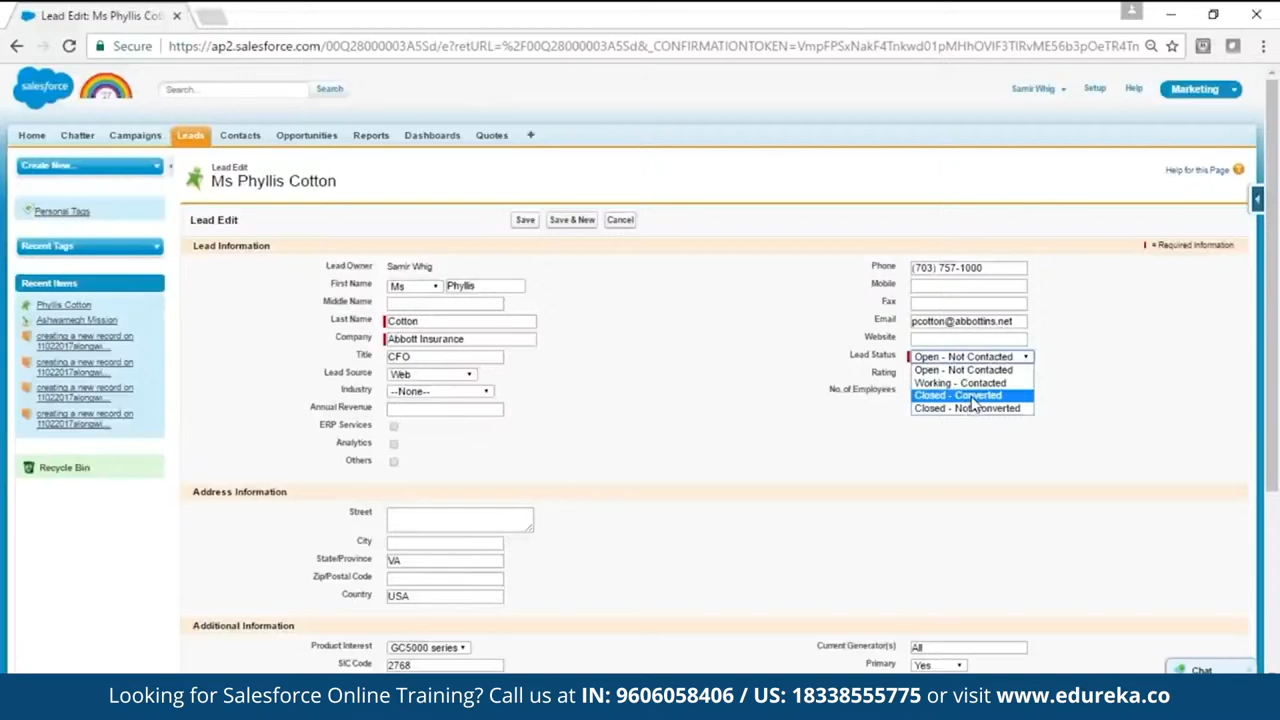 Lead Edit: Ms Phyllis Cot
Secure https://ap2.salesforce.com/00Q28000003A5Sd/e?retURL=%2F00Q28000003A5Sd&_CONFIRMATIONTOKEN=
salesforce
Search...
Search
Samir Whig
Setup
Help
Marketing
Home
Chatter
Campaigns
Leads
Contacts
Opportunities
Reports
Dashboards
Quotes
+
Create New...
Personal Tags
Recent Tags
Recent Items
Phyllis Cotton
Ashwamegh Mission
creating a new record on
11022017alongwi...
creating a new record on
11022017alongwi...
creating a new record on
11022017alongwi...
creating a new record on
11022017alongwi...
Recycle Bin
Lead Edit
Ms Phyllis Cotton
Help for this Page
Lead Edit
Save
Save & New
Cancel
Lead Information
= Required Information
Lead Owner Samir Whig
First Name Ms Phyllis
Middle Name
Last Name Cotton
Company Abbott Insurance
Title CFO
Lead Source Web
Industry --None--
Annual Revenue
ERP Services
Analytics
Others
Phone (703) 757-1000
Mobile
Fax
Email pcotton@abbottins.net
Website
Lead Status Open - Not Contacted
Rating
No. of Employees
Open - Not Contacted
Working - Contacted
Closed - Converted
Closed - Not Converted
Address Information
Street
City
State/Province VA
Zip/Postal Code
Country USA
Additional Information
Product Interest GC5000 series
SIC Code 2768
Current Generator(s) All
Primary Yes
Chat
Looking for Salesforce Online Training? Call us at IN: 9606058406 / US: 18338555775 or visit www.edureka.co